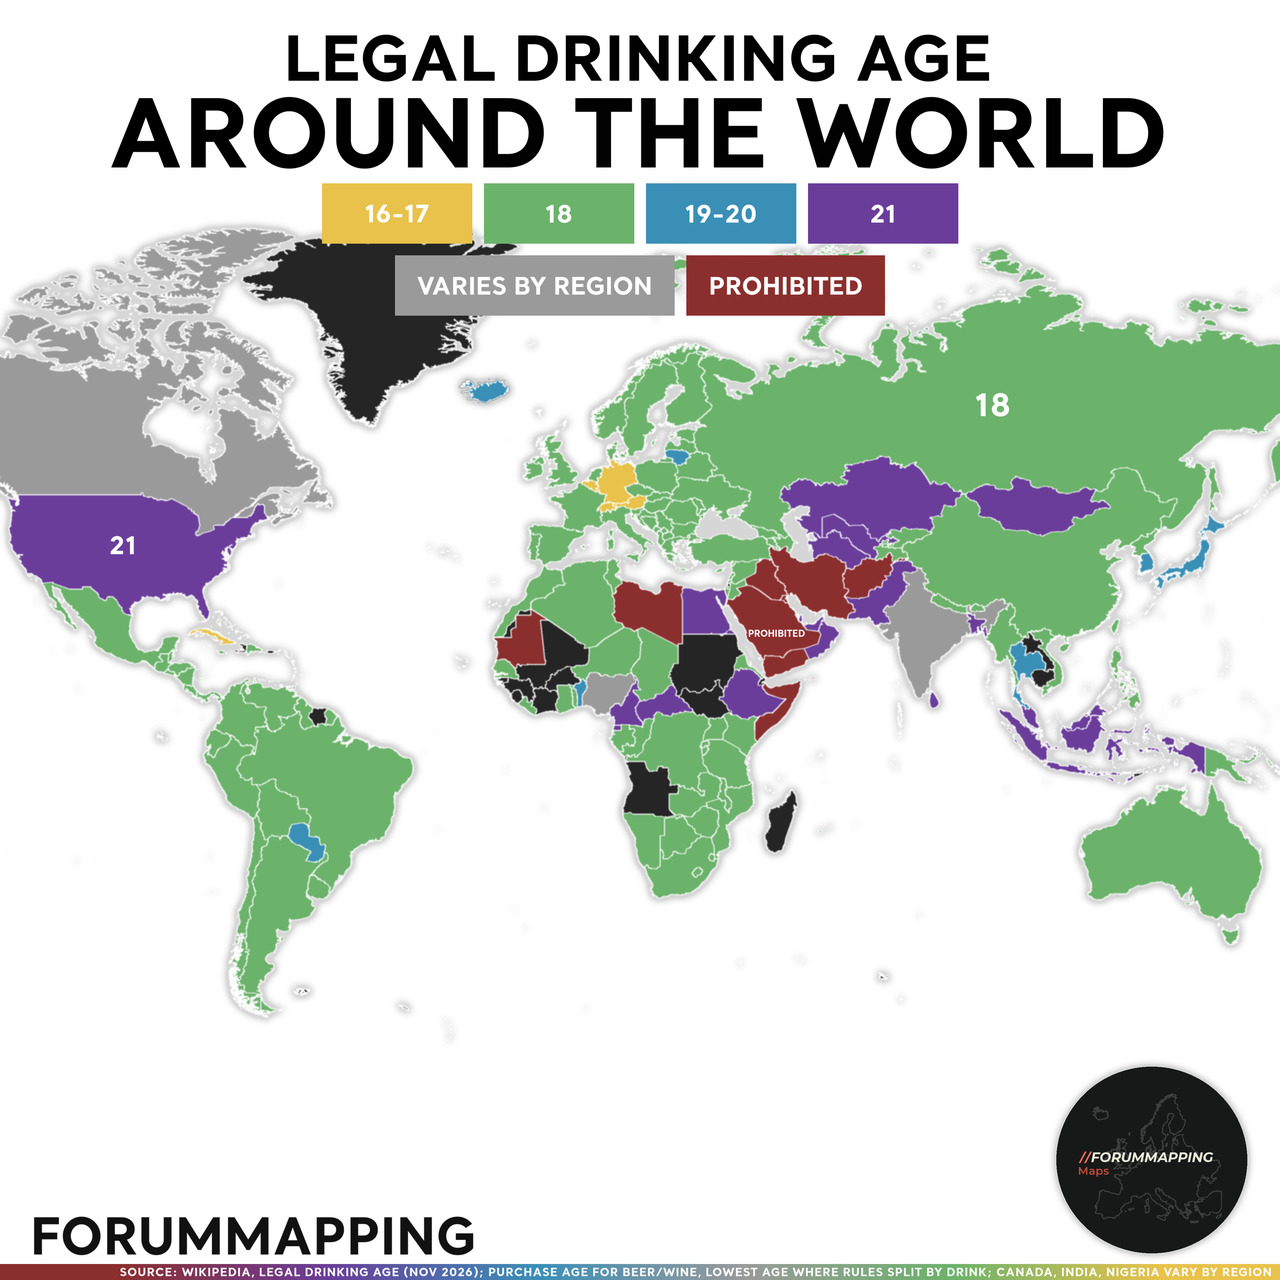 LEGAL DRINKING AGE
AROUND THE WORLD
16-17
18
19-20
21
VARIES BY REGION
PROHIBITED
18
21
PROHIBITED
//FORUMMAPPING
Maps
FORUMMAPPING
SOURCE: WIKIPEDIA, LEGAL DRINKING AGE (NOV 2026); PURCHASE AGE FOR BEER/WINE, LOWEST AGE WHERE RULES SPLIT BY DRINK; CANADA, INDIA, NIGERIA VARY BY REGION